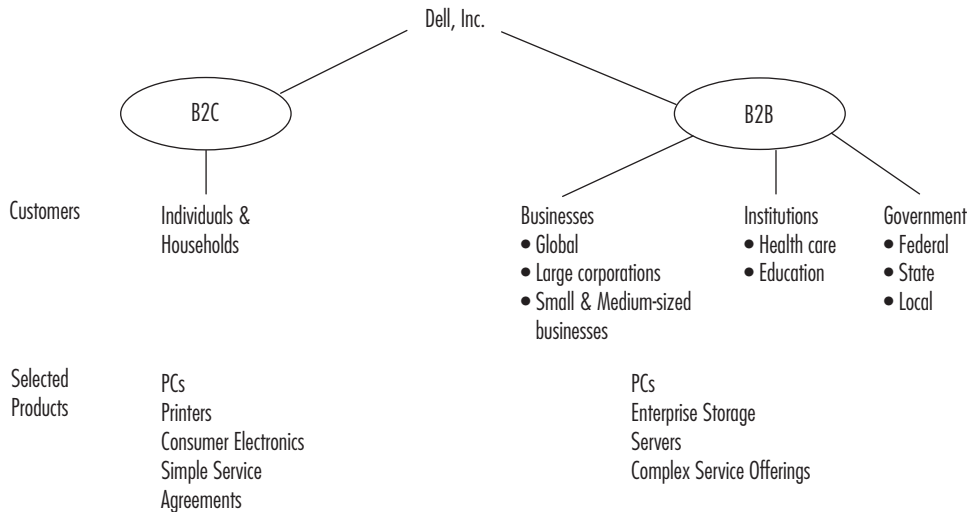 Dell, Inc.
B2C
B2B
Customers
Individuals &
Households
Businesses
• Global
• Large corporations
• Small & Medium-sized
businesses
Institutions
• Health care
• Education
Government
• Federal
• State
• Local
Selected
Products
PCs
Printers
Consumer Electronics
Simple Service
Agreements
PCs
Enterprise Storage
Servers
Complex Service Offerings